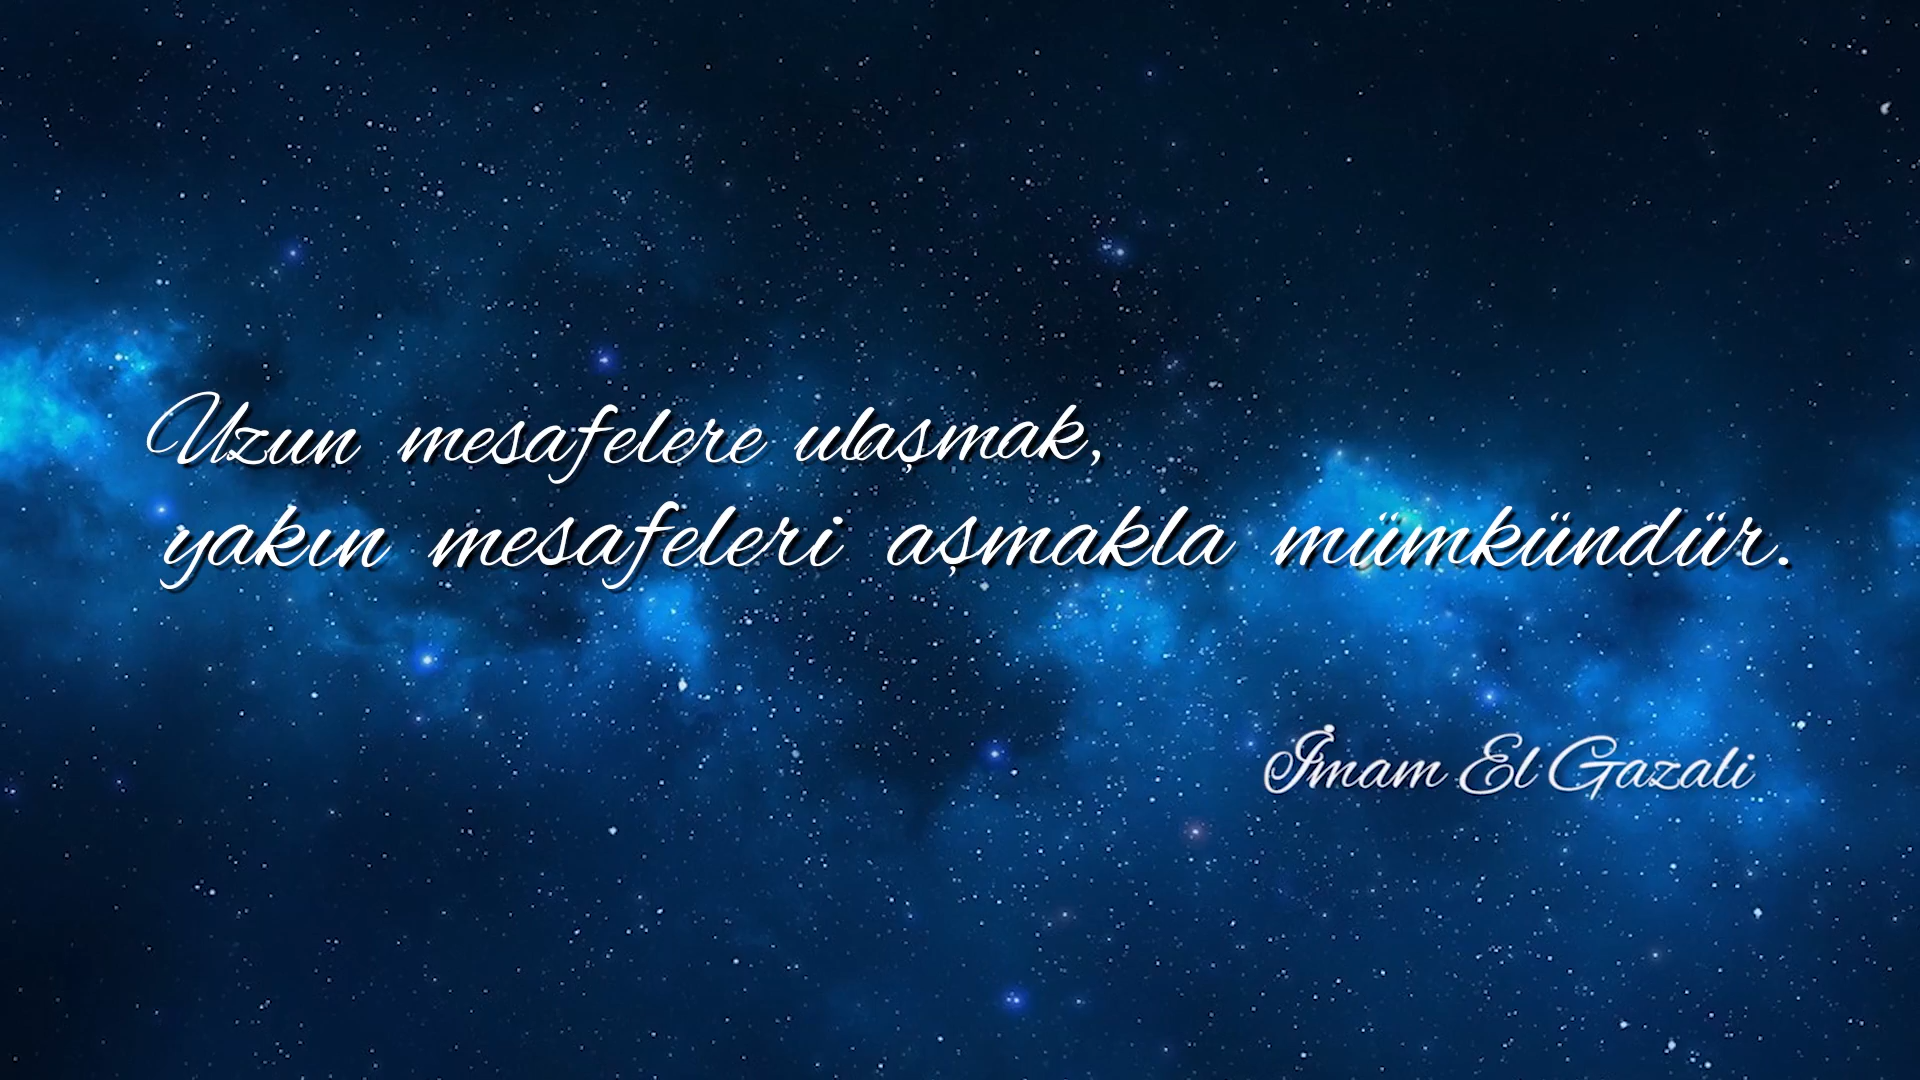 Uzun mesafelere ulaşmak,
yakın mesafeleri aşmakla mümkündür.
İmam El Gazali